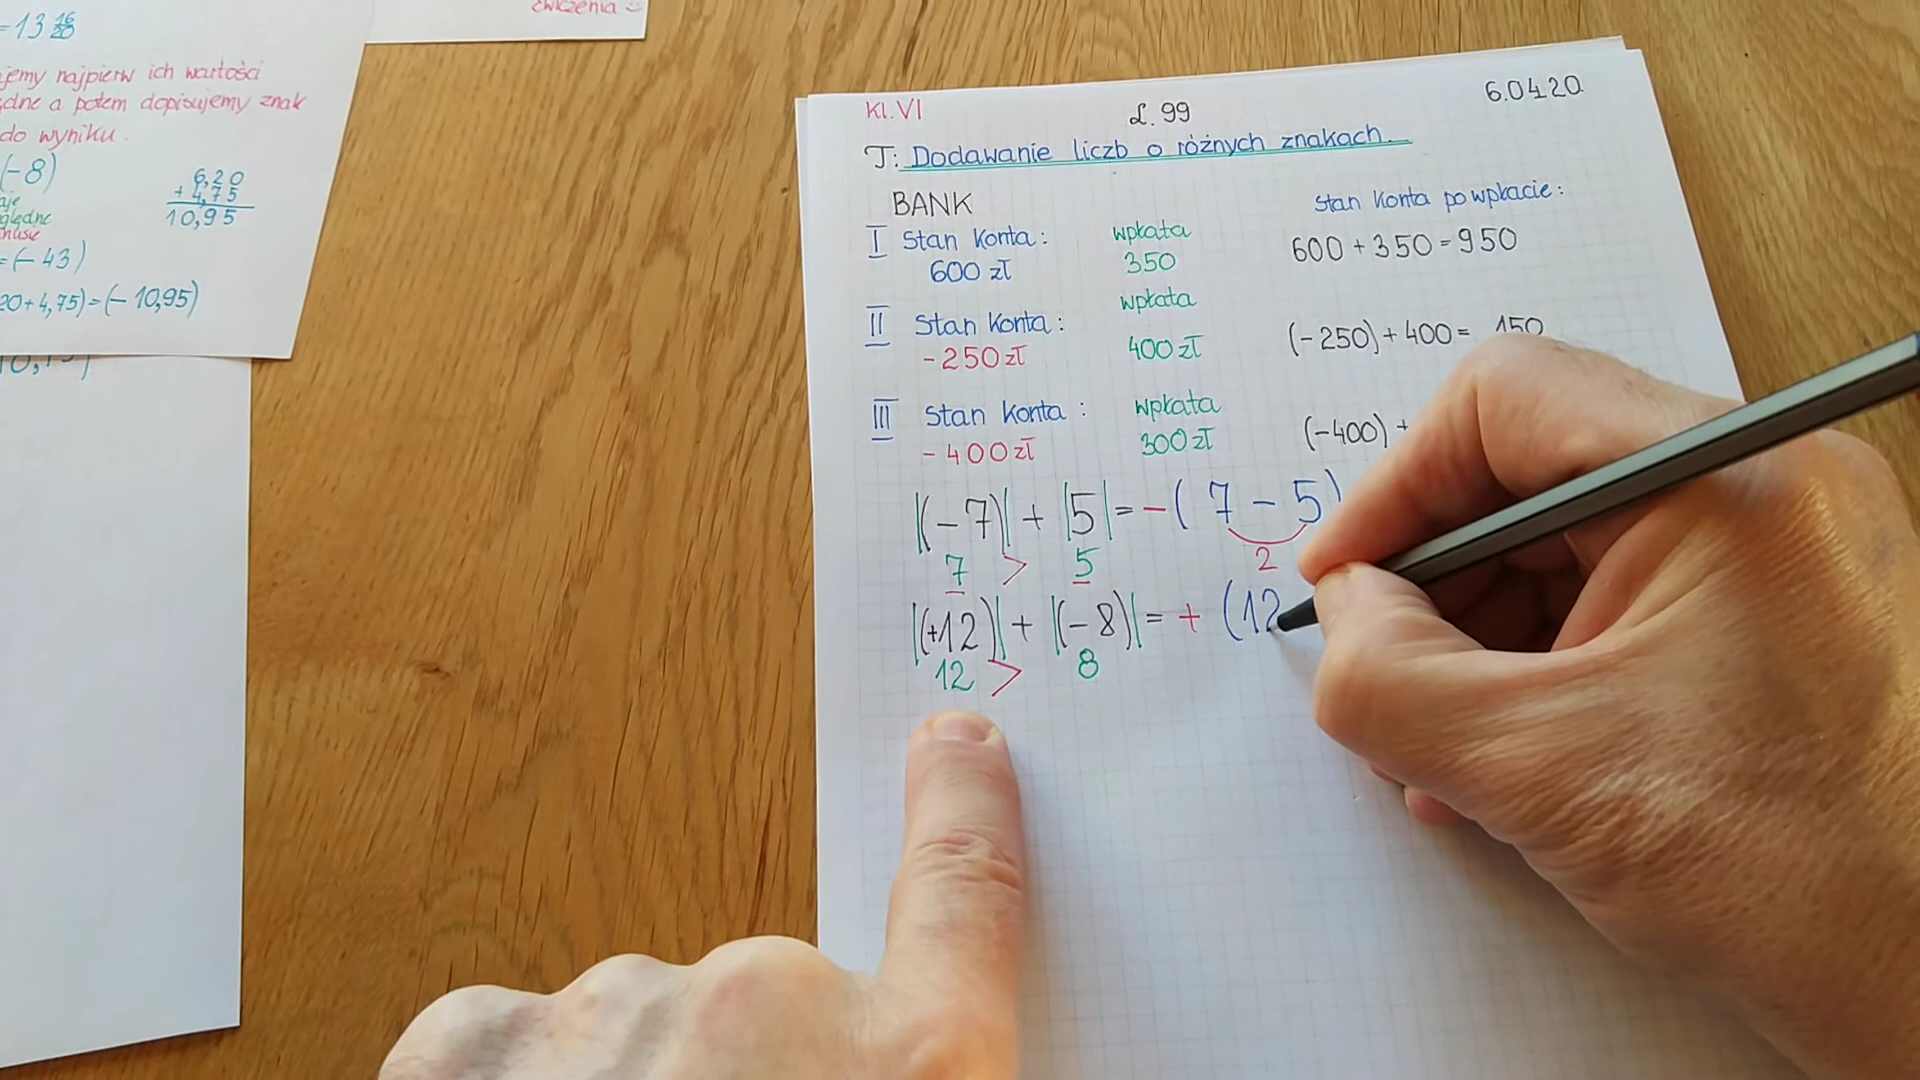 =13 16/20
jemy najpierw ich wartości
dne a potem dopisujemy znak
do wyniku.
(-8)
6,20
+ 4,75
10,95
=(-43)
20+4,75)=(-10,95)
ćwiczenia
Kl.VI
L.99
6.04.20
T: Dodawanie liczb o różnych znakach.
BANK
Stan konta po wpłacie:
I Stan konta: wpłata
600 zł 350
600 + 350 = 950
II Stan konta: wpłata
-250 zł 400 zł
(-250) + 400 = 150
III Stan konta: wpłata
-400 zł 300 zł
(-400) +
|(-7)| + |5| = -( 7 - 5)
7 > 5
2
|(+12)| + |(-8)| = + (12
12 > 8